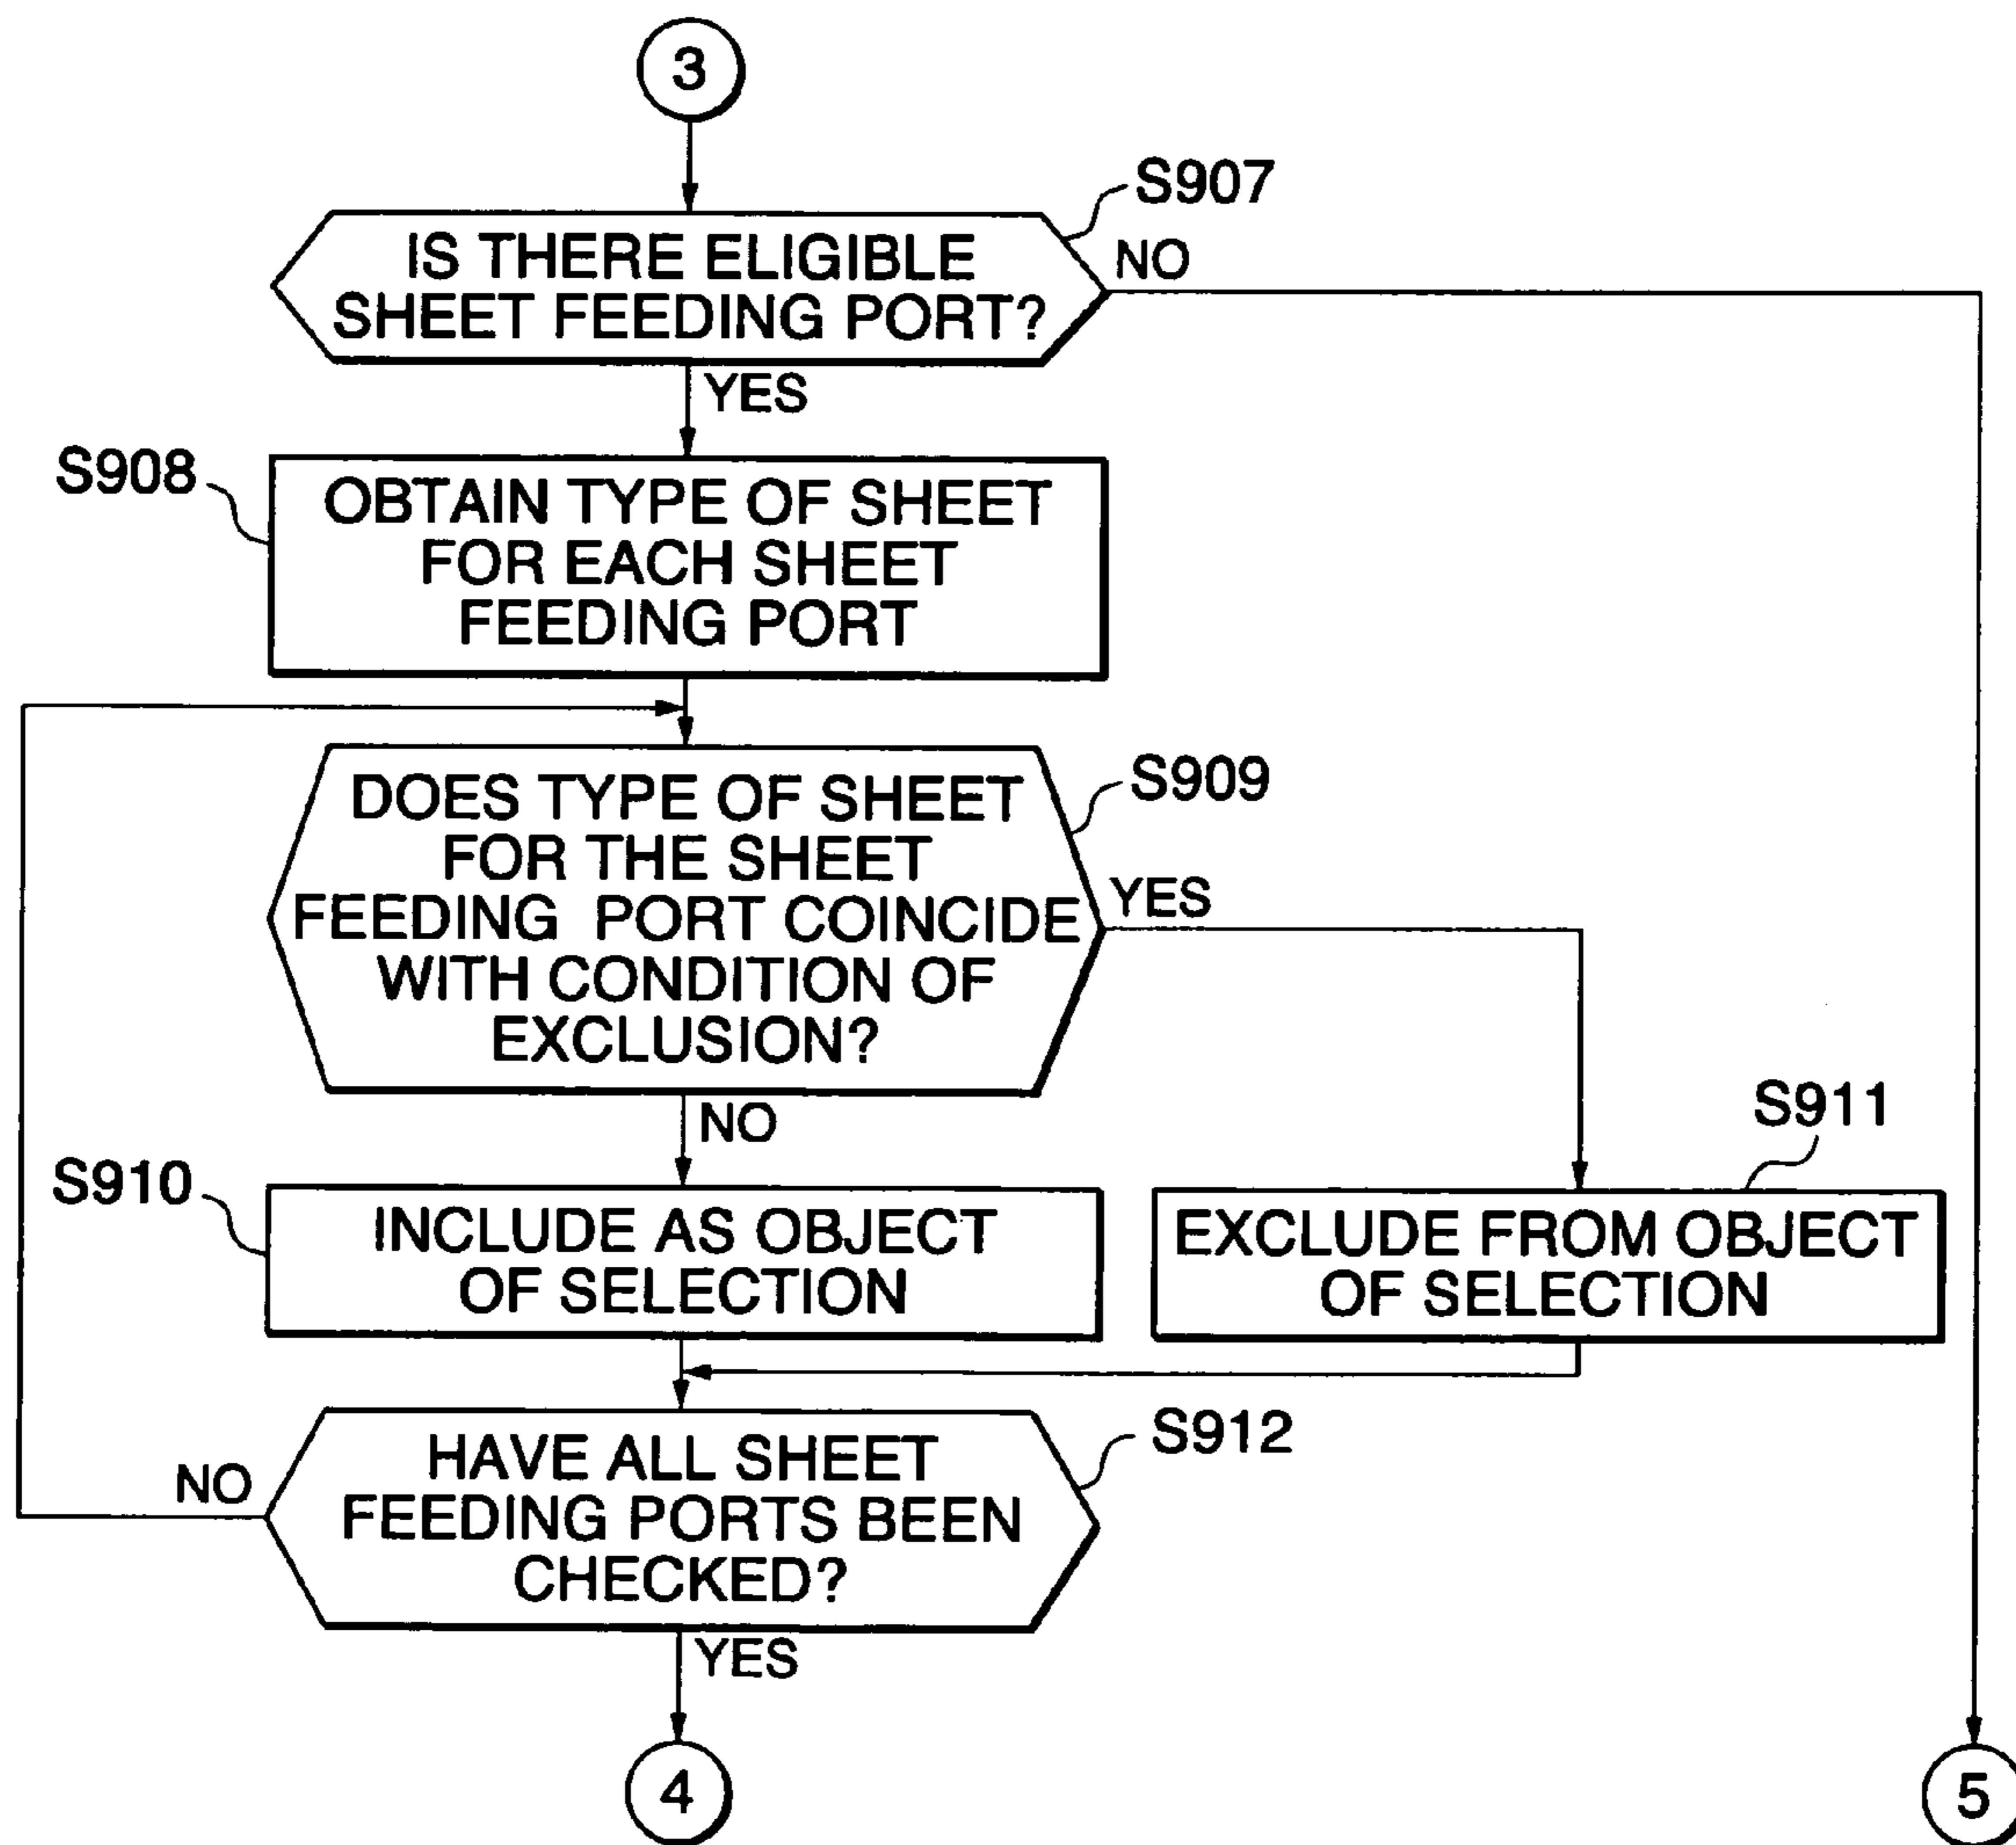 3
S907
IS THERE ELIGIBLE
SHEET FEEDING PORT?
NO
YES
S908
OBTAIN TYPE OF SHEET
FOR EACH SHEET
FEEDING PORT
S909
DOES TYPE OF SHEET
FOR THE SHEET
FEEDING PORT COINCIDE
WITH CONDITION OF
EXCLUSION?
YES
NO
S910
INCLUDE AS OBJECT
OF SELECTION
S911
EXCLUDE FROM OBJECT
OF SELECTION
S912
HAVE ALL SHEET
FEEDING PORTS BEEN
CHECKED?
NO
YES
4
5